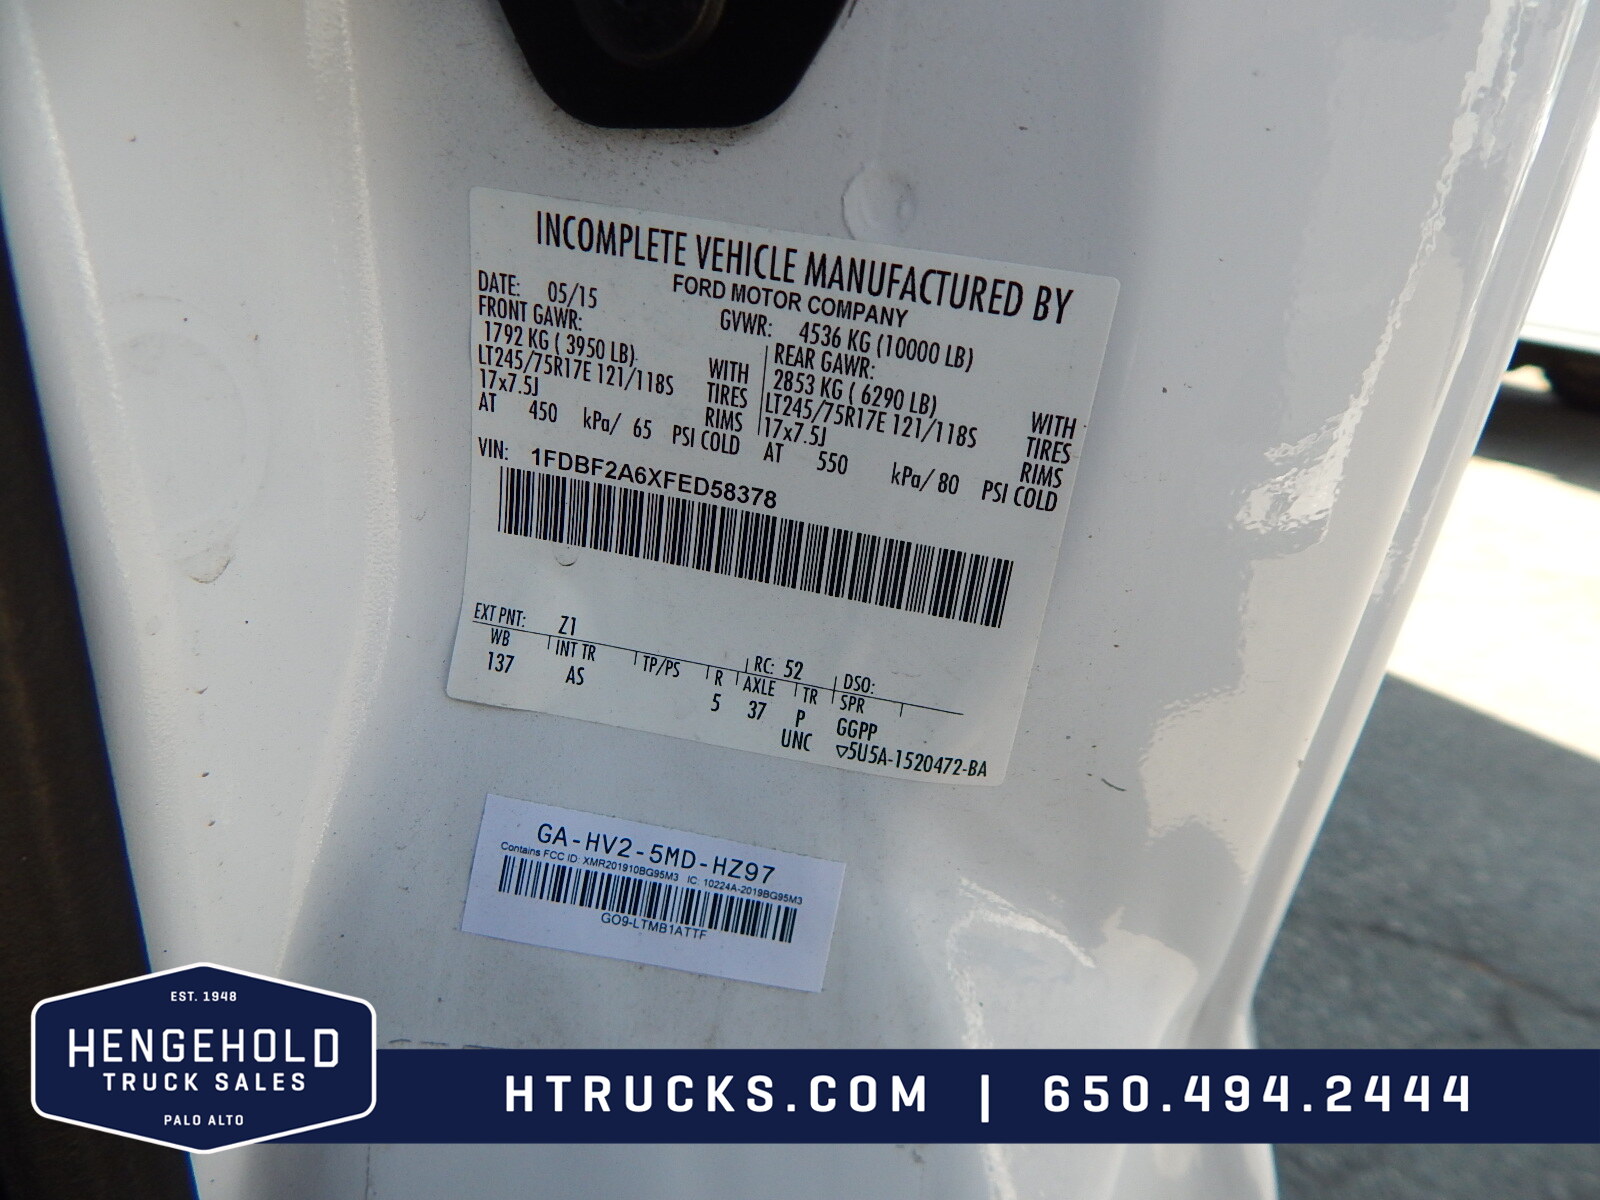 INCOMPLETE VEHICLE MANUFACTURED BY
FORD MOTOR COMPANY
DATE: 05/15
GVWR: 4536 KG (10000 LB)
FRONT GAWR:
REAR GAWR:
1792 KG ( 3950 LB) WITH
2853 KG ( 6290 LB) WITH
LT245/75R17E 121/118S TIRES
LT245/75R17E 121/118S TIRES
17x7.5J RIMS
17x7.5J RIMS
AT 450 kPa/ 65 PSI COLD
AT 550 kPa/ 80 PSI COLD
VIN: 1FDBF2A6XFED58378
EXT PNT: Z1 RC: 52 DSO:
WB INT TR TP/PS R AXLE TR SPR
137 AS 5 37 P GGPP
UNC ▽5U5A-1520472-BA
GA-HV2-5MD-HZ97
Contains FCC ID: XMR201910BG95M3 IC: 10224A-2019BG95M3
GO9-LTMB1ATTF
EST. 1948
HENGEHOLD
TRUCK SALES
PALO ALTO
HTRUCKS.COM | 650.494.2444